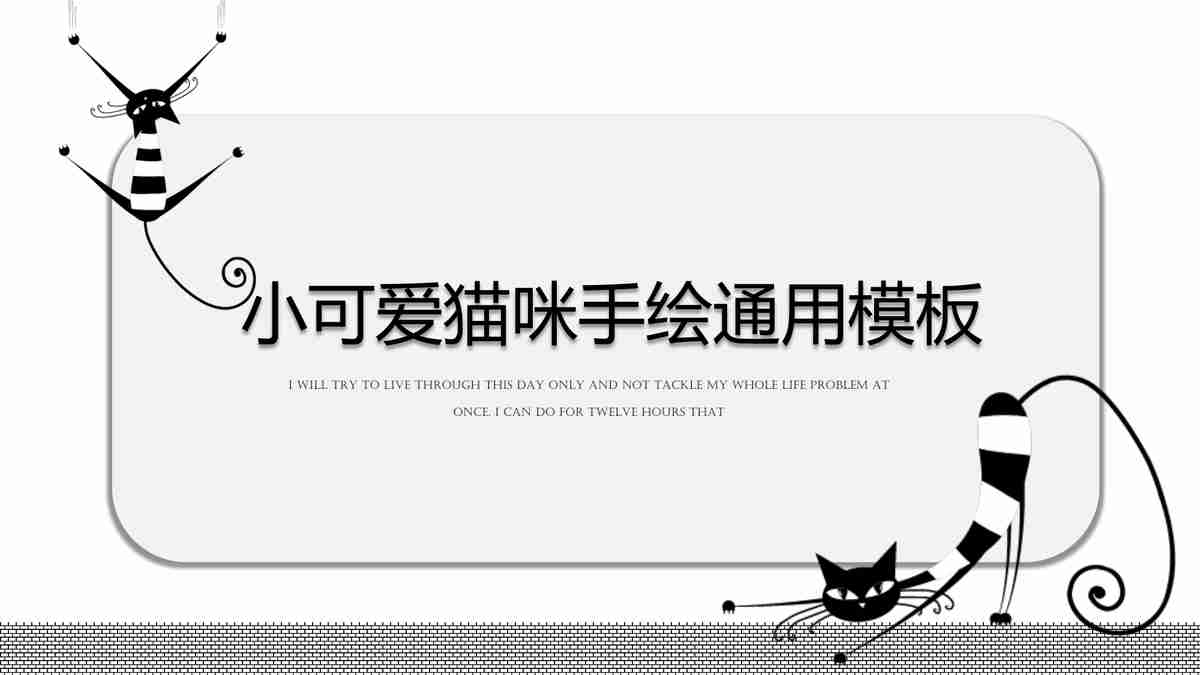 小可爱猫咪手绘通用模板
I WILL TRY TO LIVE THROUGH THIS DAY ONLY AND NOT TACKLE MY WHOLE LIFE PROBLEM AT
ONCE. I CAN DO FOR TWELVE HOURS THAT